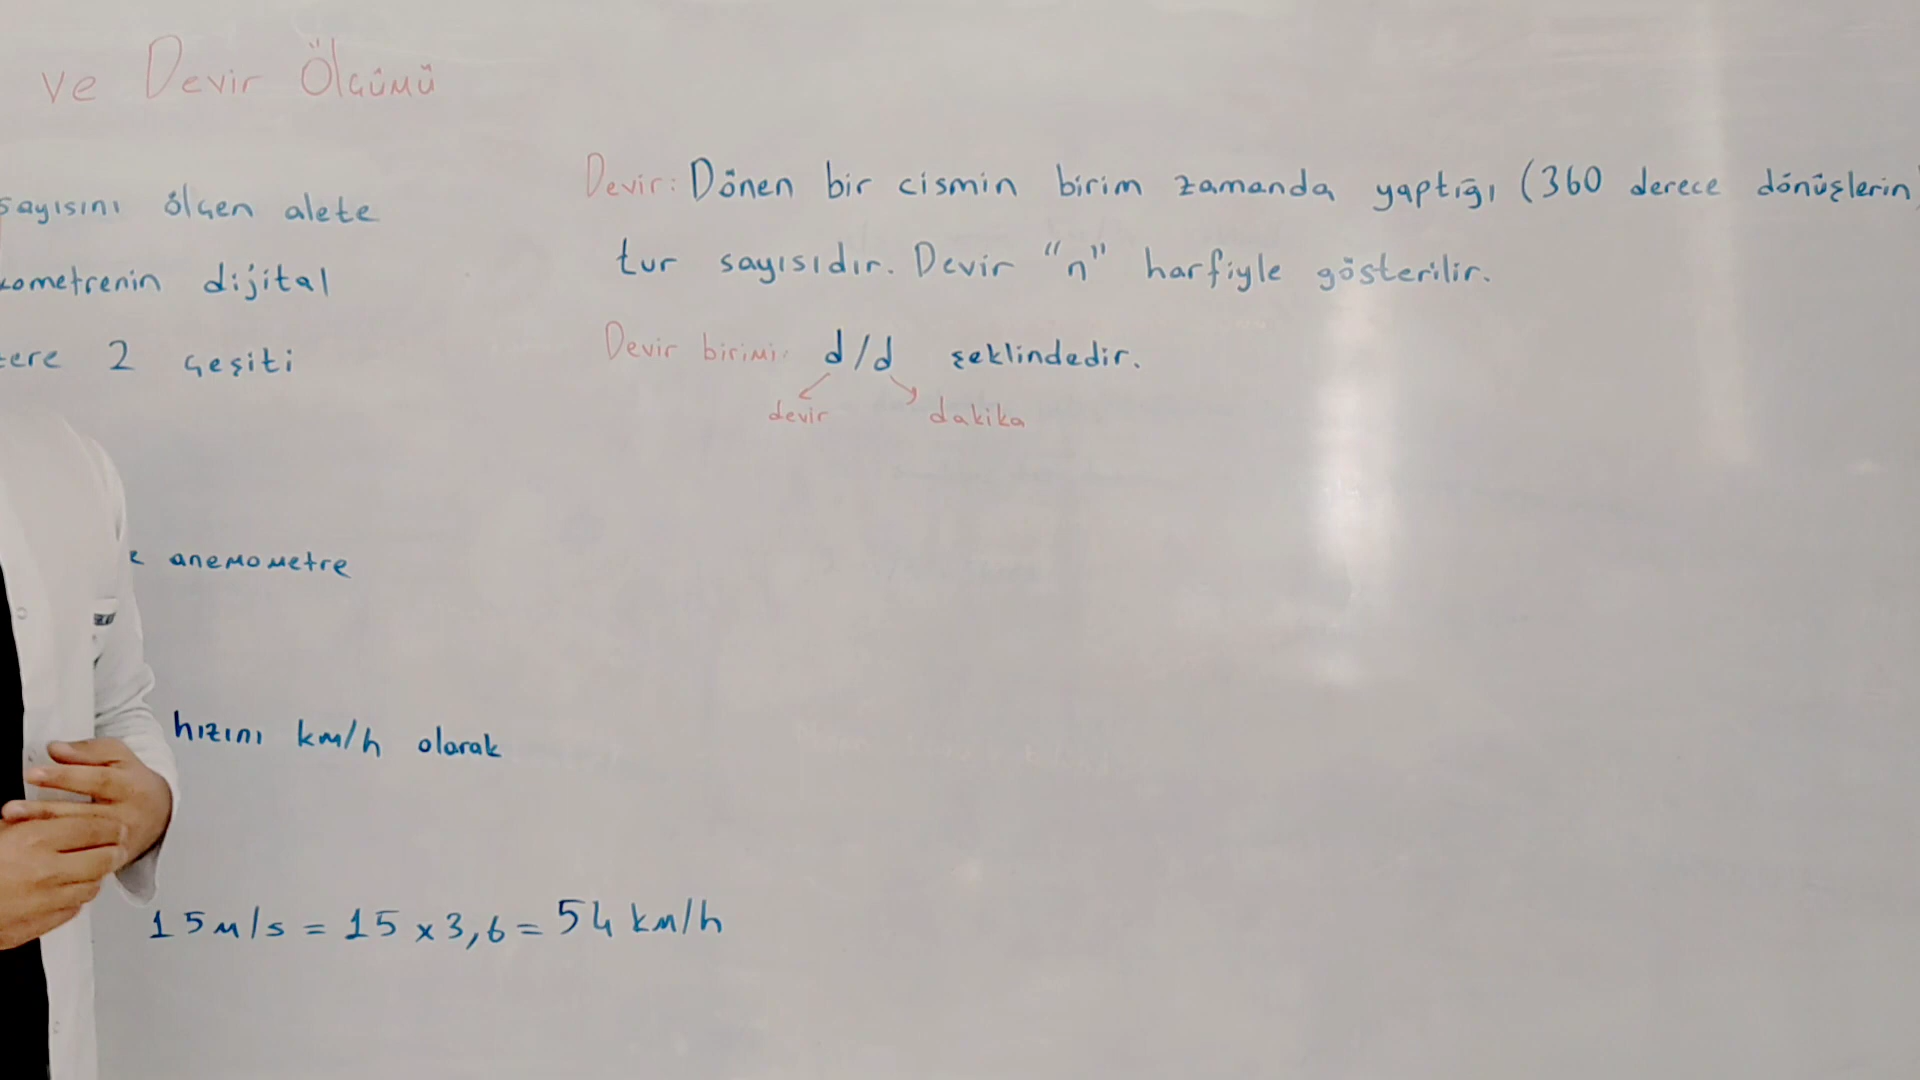 ve Devir Ölçümü
sayısını ölçen alete
dijital
2 çeşiti
anemometre
hızını km/h olarak
15 m/s = 15 x 3,6 = 54 km/h
Devir: Dönen bir cismin birim zamanda yaptığı (360 derece dönüşlerin)
tur sayısıdır. Devir "n" harfiyle gösterilir.
Devir birimi: d/d şeklindedir.
devir dakika